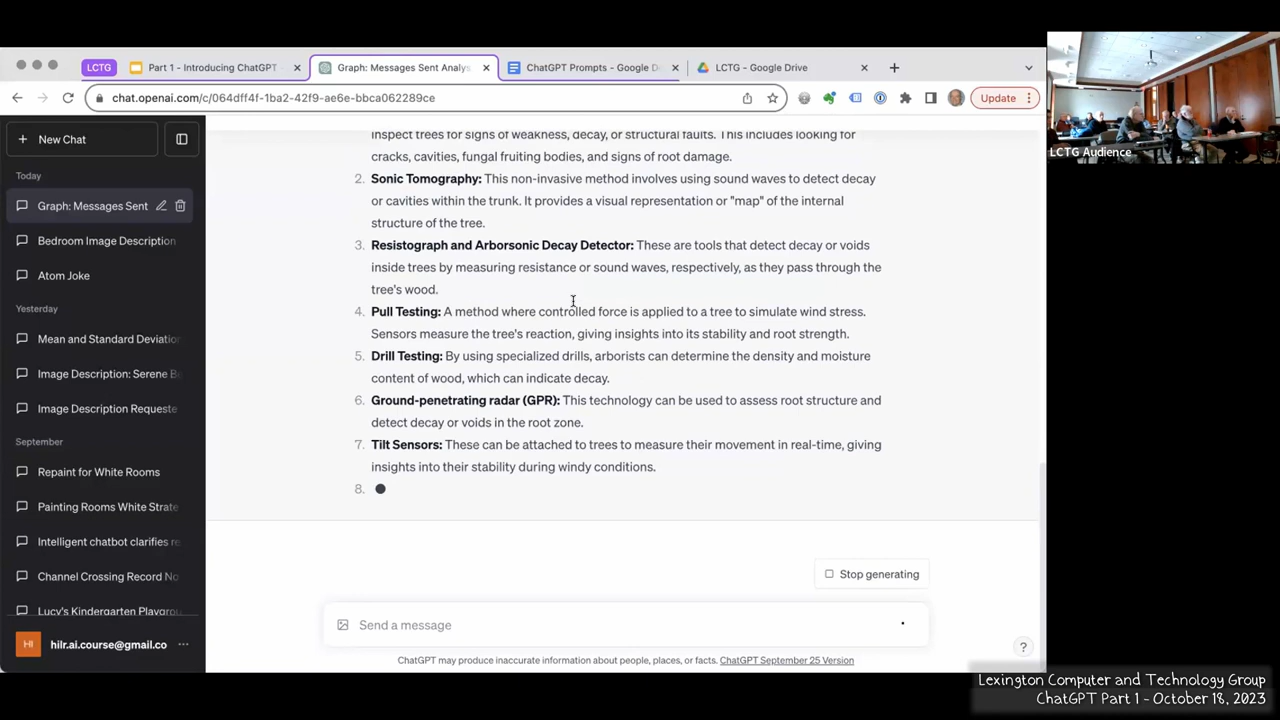 LCTG
Part 1 - Introducing ChatGPT
Graph: Messages Sent Analys
ChatGPT Prompts - Google D
LCTG - Google Drive
chat.openai.com/c/064dff4f-1ba2-42f9-ae6e-bbca062289ce
Update
New Chat
Today
Graph: Messages Sent
Bedroom Image Description
Atom Joke
Yesterday
Mean and Standard Deviation
Image Description: Serene B
Image Description Requeste
September
Repaint for White Rooms
Painting Rooms White Strate
Intelligent chatbot clarifies re
Channel Crossing Record No
Lucy's Kindergarten Playgrou
HI
hilr.ai.course@gmail.co
inspect trees for signs of weakness, decay, or structural faults. This includes looking for
cracks, cavities, fungal fruiting bodies, and signs of root damage.
2. Sonic Tomography: This non-invasive method involves using sound waves to detect decay
or cavities within the trunk. It provides a visual representation or "map" of the internal
structure of the tree.
3. Resistograph and Arborsonic Decay Detector: These are tools that detect decay or voids
inside trees by measuring resistance or sound waves, respectively, as they pass through the
tree's wood.
4. Pull Testing: A method where controlled force is applied to a tree to simulate wind stress.
Sensors measure the tree's reaction, giving insights into its stability and root strength.
5. Drill Testing: By using specialized drills, arborists can determine the density and moisture
content of wood, which can indicate decay.
6. Ground-penetrating radar (GPR): This technology can be used to assess root structure and
detect decay or voids in the root zone.
7. Tilt Sensors: These can be attached to trees to measure their movement in real-time, giving
insights into their stability during windy conditions.
8.
Stop generating
Send a message
ChatGPT may produce inaccurate information about people, places, or facts. ChatGPT September 25 Version
?
LCTG Audience
Lexington Computer and Technology Group
ChatGPT Part 1 - October 18, 2023